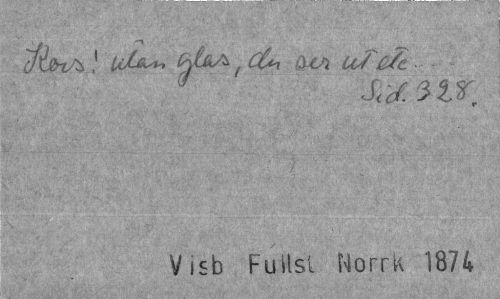 Kors! utan glas, du ser ut etc...
Sid. 328.
Visb Fullst Norrk 1874